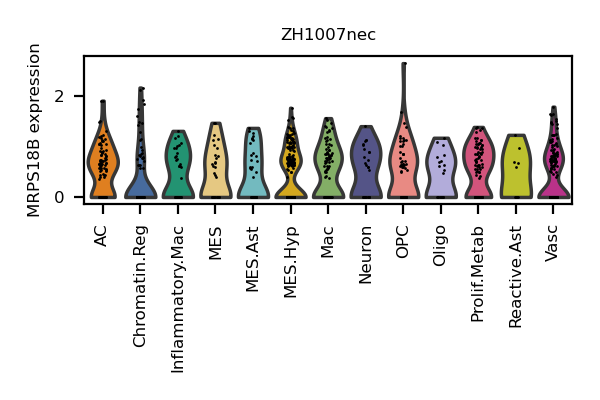 ZH1007nec
MRPS18B expression
2
0
AC
Chromatin.Reg
Inflammatory.Mac
MES
MES.Ast
MES.Hyp
Mac
Neuron
OPC
Oligo
Prolif.Metab
Reactive.Ast
Vasc